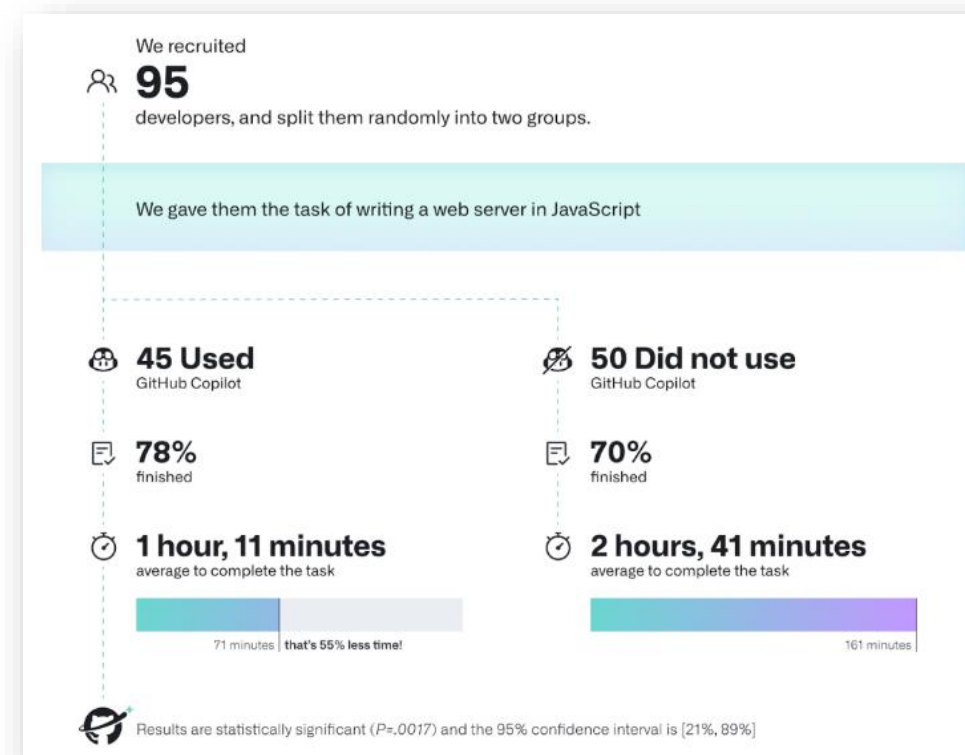 We recruited
95
developers, and split them randomly into two groups.
We gave them the task of writing a web server in JavaScript
45 Used
GitHub Copilot
50 Did not use
GitHub Copilot
78%
finished
70%
finished
1 hour, 11 minutes
average to complete the task
2 hours, 41 minutes
average to complete the task
71 minutes that's 55% less time!
161 minutes
Results are statistically significant (P=.0017) and the 95% confidence interval is [21%, 89%]